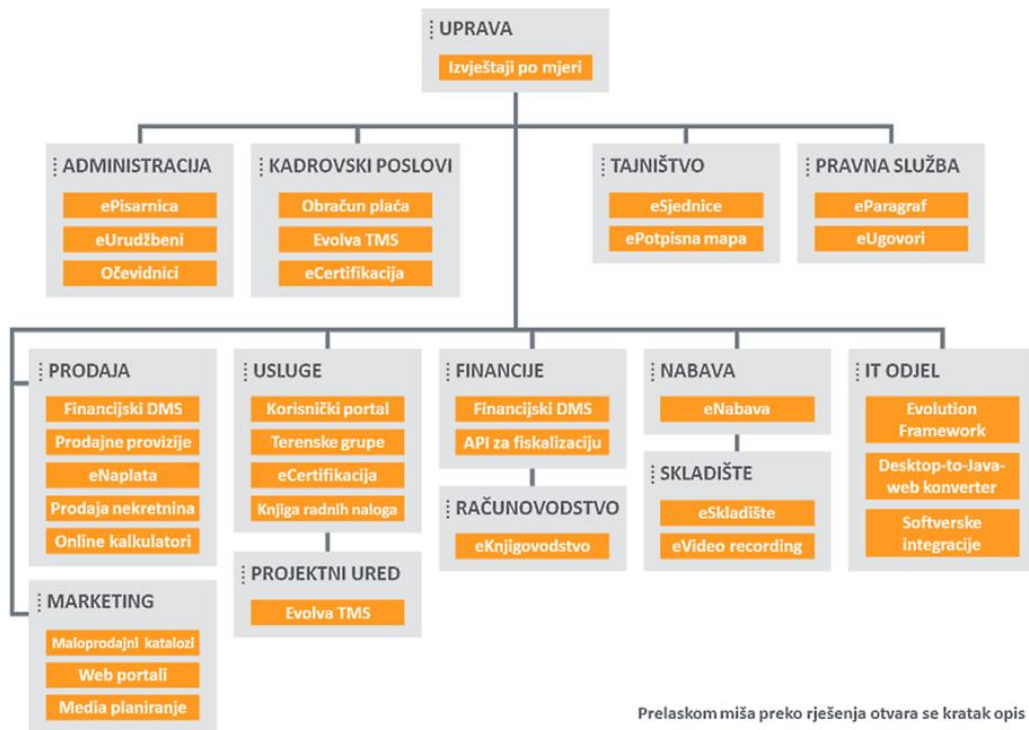 UPRAVA
Izvještaji po mjeri
ADMINISTRACIJA
ePisarnica
eUrudžbeni
Očevidnici
KADROVSKI POSLOVI
Obračun plaća
Evolva TMS
eCertifikacija
TAJNIŠTVO
eSjednice
ePotpisna mapa
PRAVNA SLUŽBA
eParagraf
eUgovori
PRODAJA
Financijski DMS
Prodajne provizije
eNaplata
Prodaja nekretnina
Online kalkulatori
MARKETING
Maloprodajni katalozi
Web portali
Media planiranje
USLUGE
Korisnički portal
Terenske grupe
eCertifikacija
Knjiga radnih naloga
PROJEKTNI URED
Evolva TMS
FINANCIJE
Financijski DMS
API za fiskalizaciju
RAČUNOVODSTVO
eKnjigovodstvo
NABAVA
eNabava
SKLADIŠTE
eSkladište
eVideo recording
IT ODJEL
Evolution
Framework
Desktop-to-Java-
web konverter
Softverske
integracije
Prelaskom miša preko rješenja otvara se kratak opis